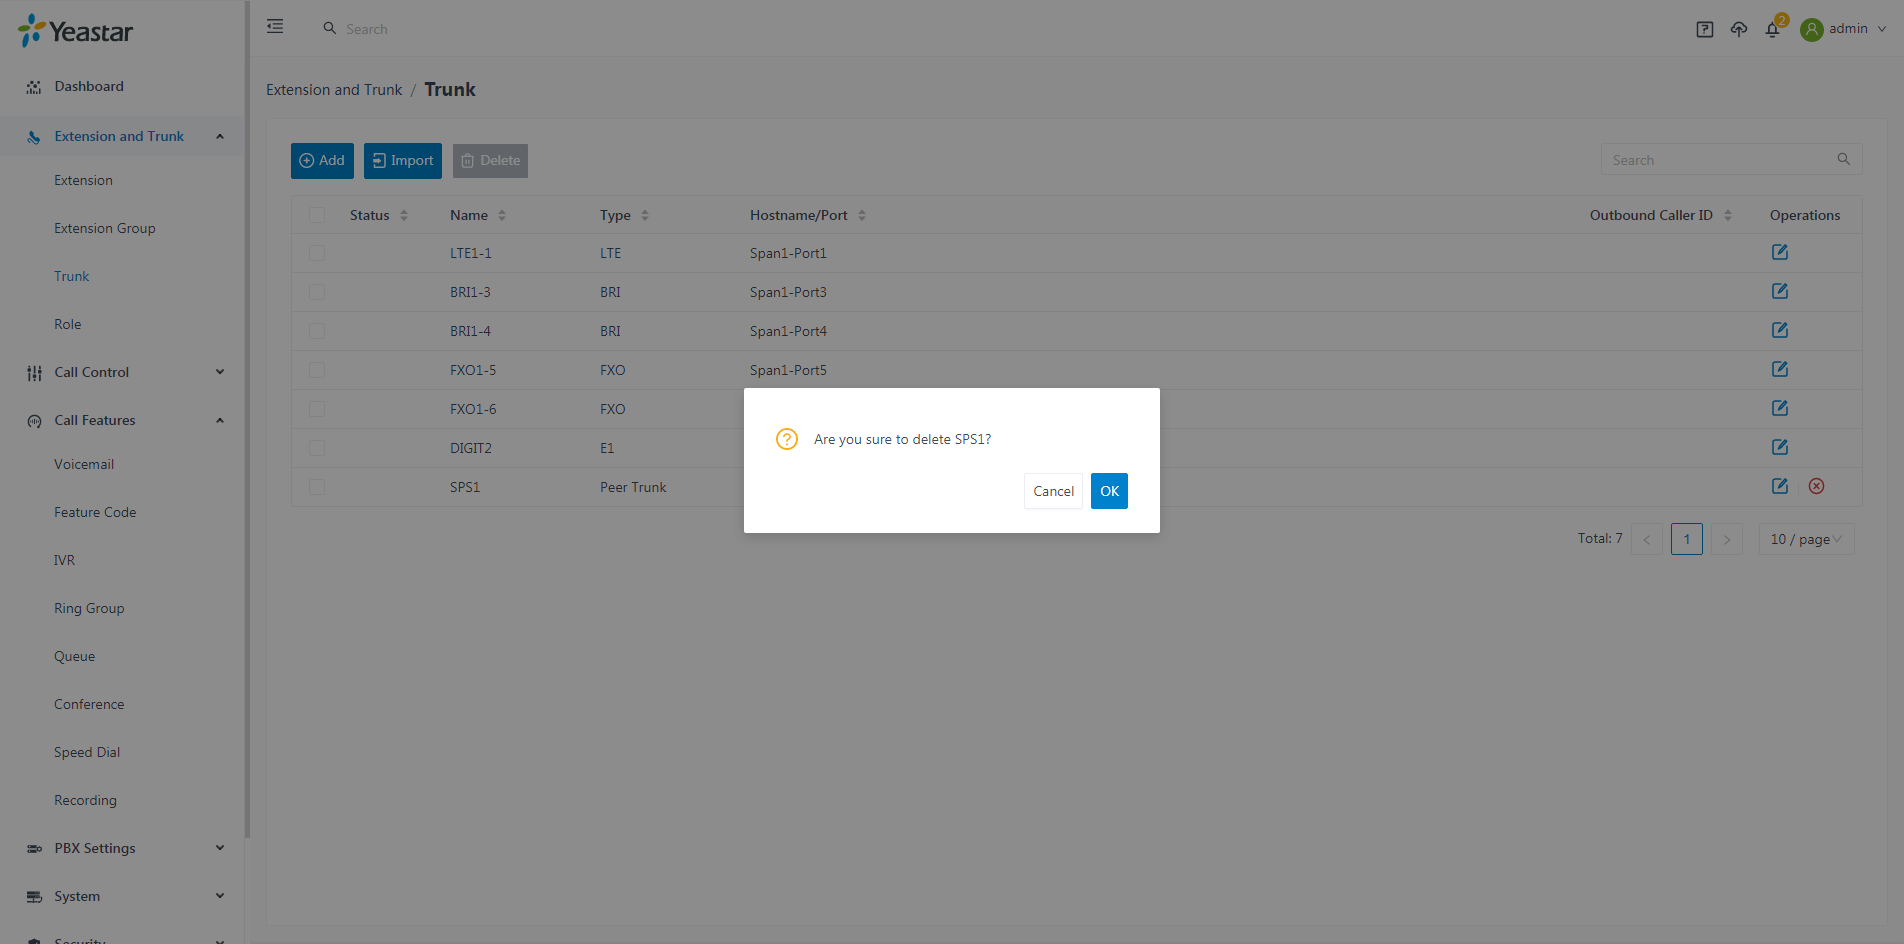 Yeastar
Search
2
admin
Dashboard
Extension and Trunk
Extension
Extension Group
Trunk
Role
Call Control
Call Features
Voicemail
Feature Code
IVR
Ring Group
Queue
Conference
Speed Dial
Recording
PBX Settings
System
Security
Extension and Trunk / Trunk
Add Import Delete
Search
Status Name Type Hostname/Port Outbound Caller ID Operations
LTE1-1 LTE Span1-Port1
BRI1-3 BRI Span1-Port3
BRI1-4 BRI Span1-Port4
FXO1-5 FXO Span1-Port5
FXO1-6 FXO
DIGIT2 E1
SPS1 Peer Trunk
Are you sure to delete SPS1?
Cancel OK
Total: 7 < 1 > 10 / page